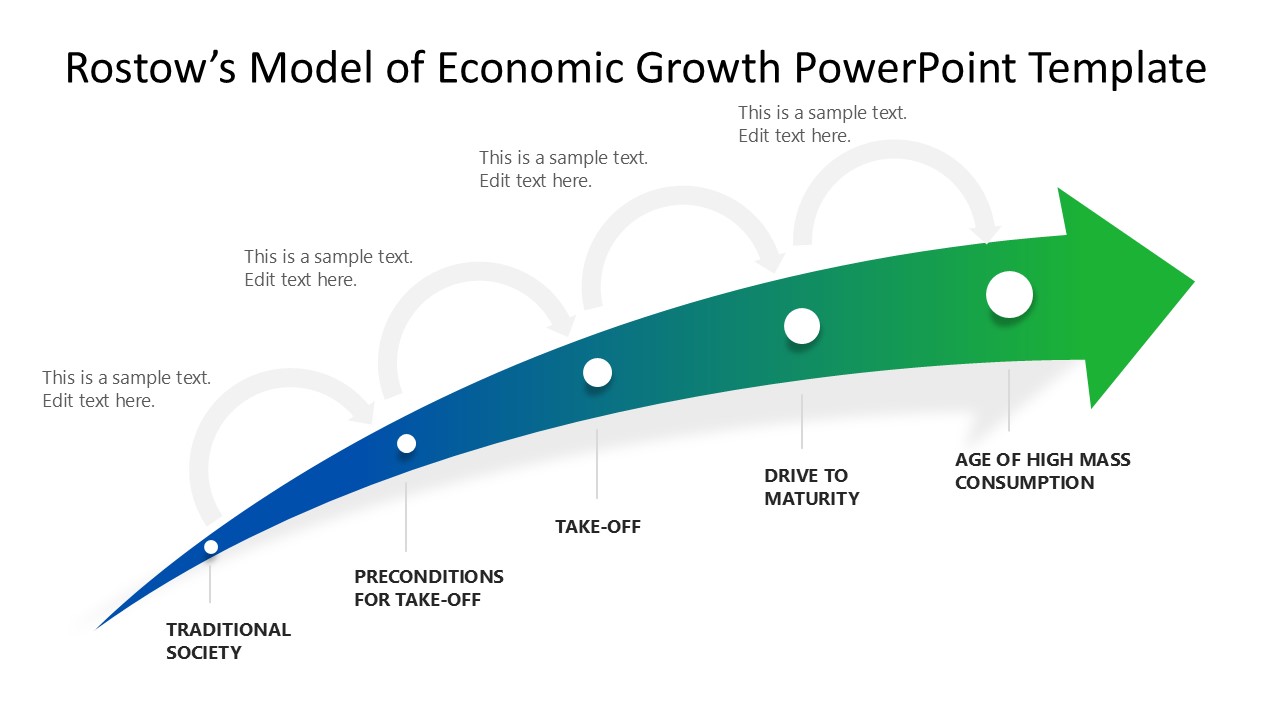 Rostow’s Model of Economic Growth PowerPoint Template
This is a sample text.
Edit text here.
This is a sample text.
Edit text here.
This is a sample text.
Edit text here.
This is a sample text.
Edit text here.
TRADITIONAL
SOCIETY
PRECONDITIONS
FOR TAKE-OFF
TAKE-OFF
DRIVE TO
MATURITY
AGE OF HIGH MASS
CONSUMPTION